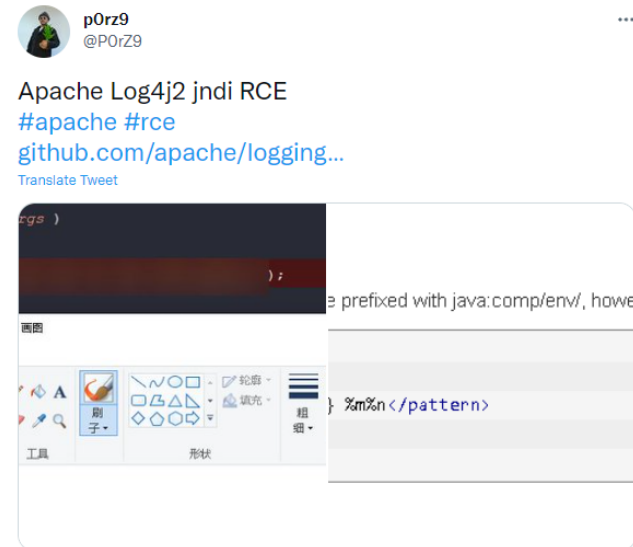 p0rz9
@P0rZ9
Apache Log4j2 jndi RCE
#apache #rce
github.com/apache/logging...
Translate Tweet
rgs )
);
画图
A
刷
子
工具
轮廓
填充
形状
粗
细
prefixed with java:comp/env/, howe
} %m%n</pattern>